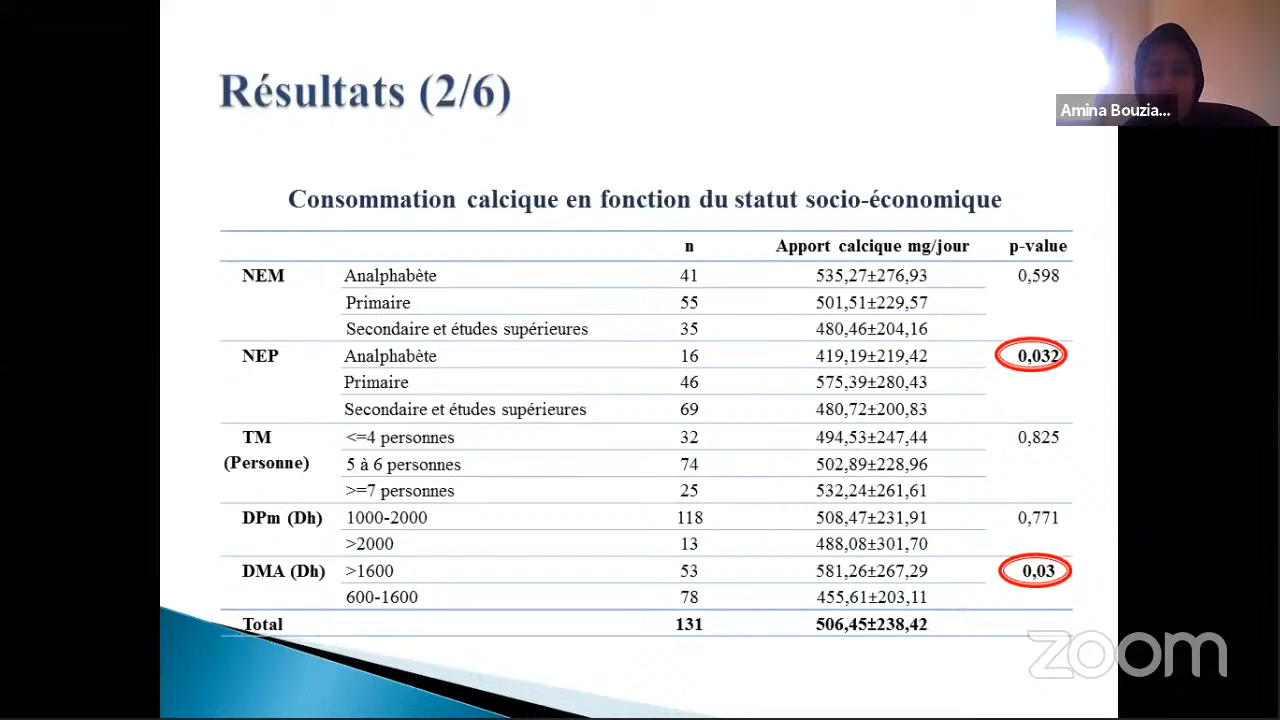 Résultats (2/6)
Amina Bouzia...
Consommation calcique en fonction du statut socio-économique
n Apport calcique mg/jour p-value
NEM Analphabète 41 535,27±276,93 0,598
Primaire 55 501,51±229,57
Secondaire et études supérieures 35 480,46±204,16
NEP Analphabète 16 419,19±219,42 0,032
Primaire 46 575,39±280,43
Secondaire et études supérieures 69 480,72±200,83
TM <=4 personnes 32 494,53±247,44 0,825
(Personne) 5 à 6 personnes 74 502,89±228,96
>=7 personnes 25 532,24±261,61
DPm (Dh) 1000-2000 118 508,47±231,91 0,771
>2000 13 488,08±301,70
DMA (Dh) >1600 53 581,26±267,29 0,03
600-1600 78 455,61±203,11
Total 131 506,45±238,42
zoom